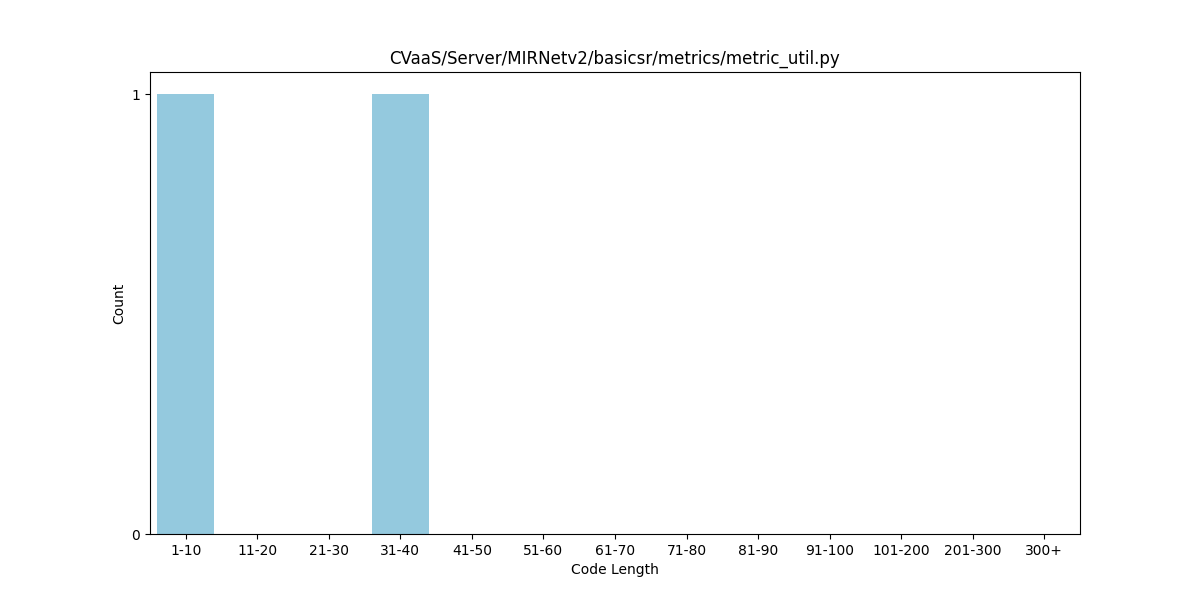 CVaaS/Server/MIRNetv2/basicsr/metrics/metric_util.py
1
Count
0
1-10 11-20 21-30 31-40 41-50 51-60 61-70 71-80 81-90 91-100 101-200 201-300 300+
Code Length